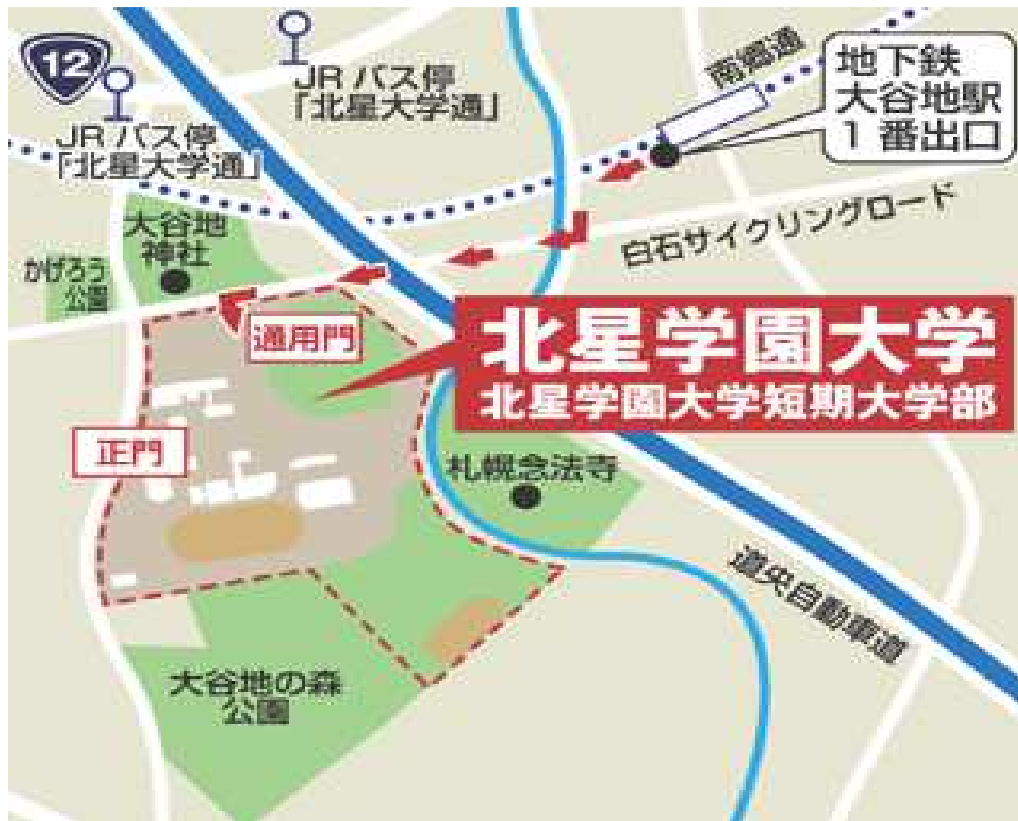 12
JR バス停
「北星大学通」
JR バス停
「北星大学通」
南郷通
地下鉄
大谷地駅
1 番出口
大谷地
神社
かげろう
公園
白石サイクリングロード
通用門
北星学園大学
北星学園大学短期大学部
正門
札幌念法寺
道央自動車道
大谷地の森
公園